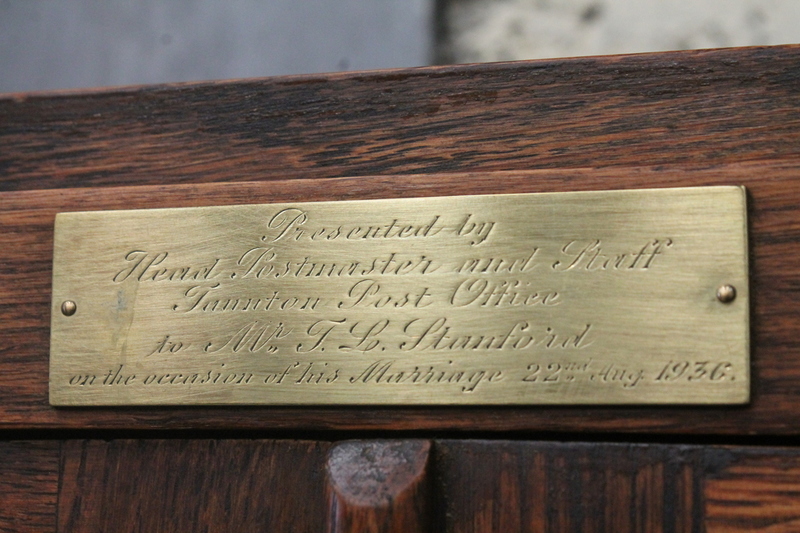 Presented by
Head Postmaster and Staff
Taunton Post Office
to Mr. T. L. Stanford
on the occasion of his Marriage 22nd Aug. 1936.